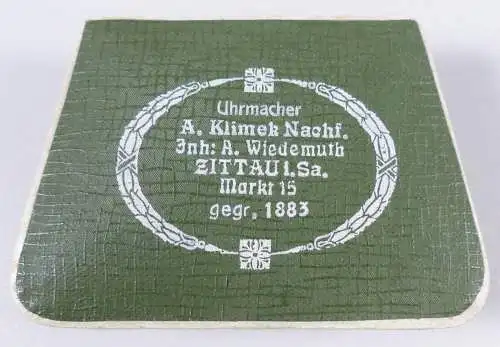 Uhrmacher
A. Klimek Nachf.
Inh: A. Wiedemuth
ZITTAU i. Sa.
Markt 15
gegr. 1883